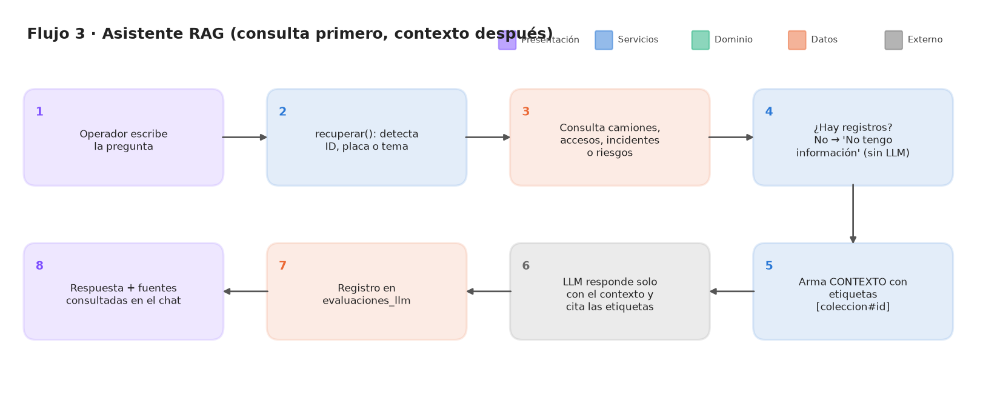 Flujo 3 · Asistente RAG (consulta primero, contexto después)
Presentación
Servicios
Dominio
Datos
Externo
1
Operador escribe
la pregunta
2
recuperar(): detecta
ID, placa o tema
3
Consulta camiones,
accesos, incidentes
o riesgos
4
¿Hay registros?
No → 'No tengo
información' (sin LLM)
5
Arma CONTEXTO con
etiquetas
[coleccion#id]
6
LLM responde solo
con el contexto y
cita las etiquetas
7
Registro en
evaluaciones_llm
8
Respuesta + fuentes
consultadas en el chat